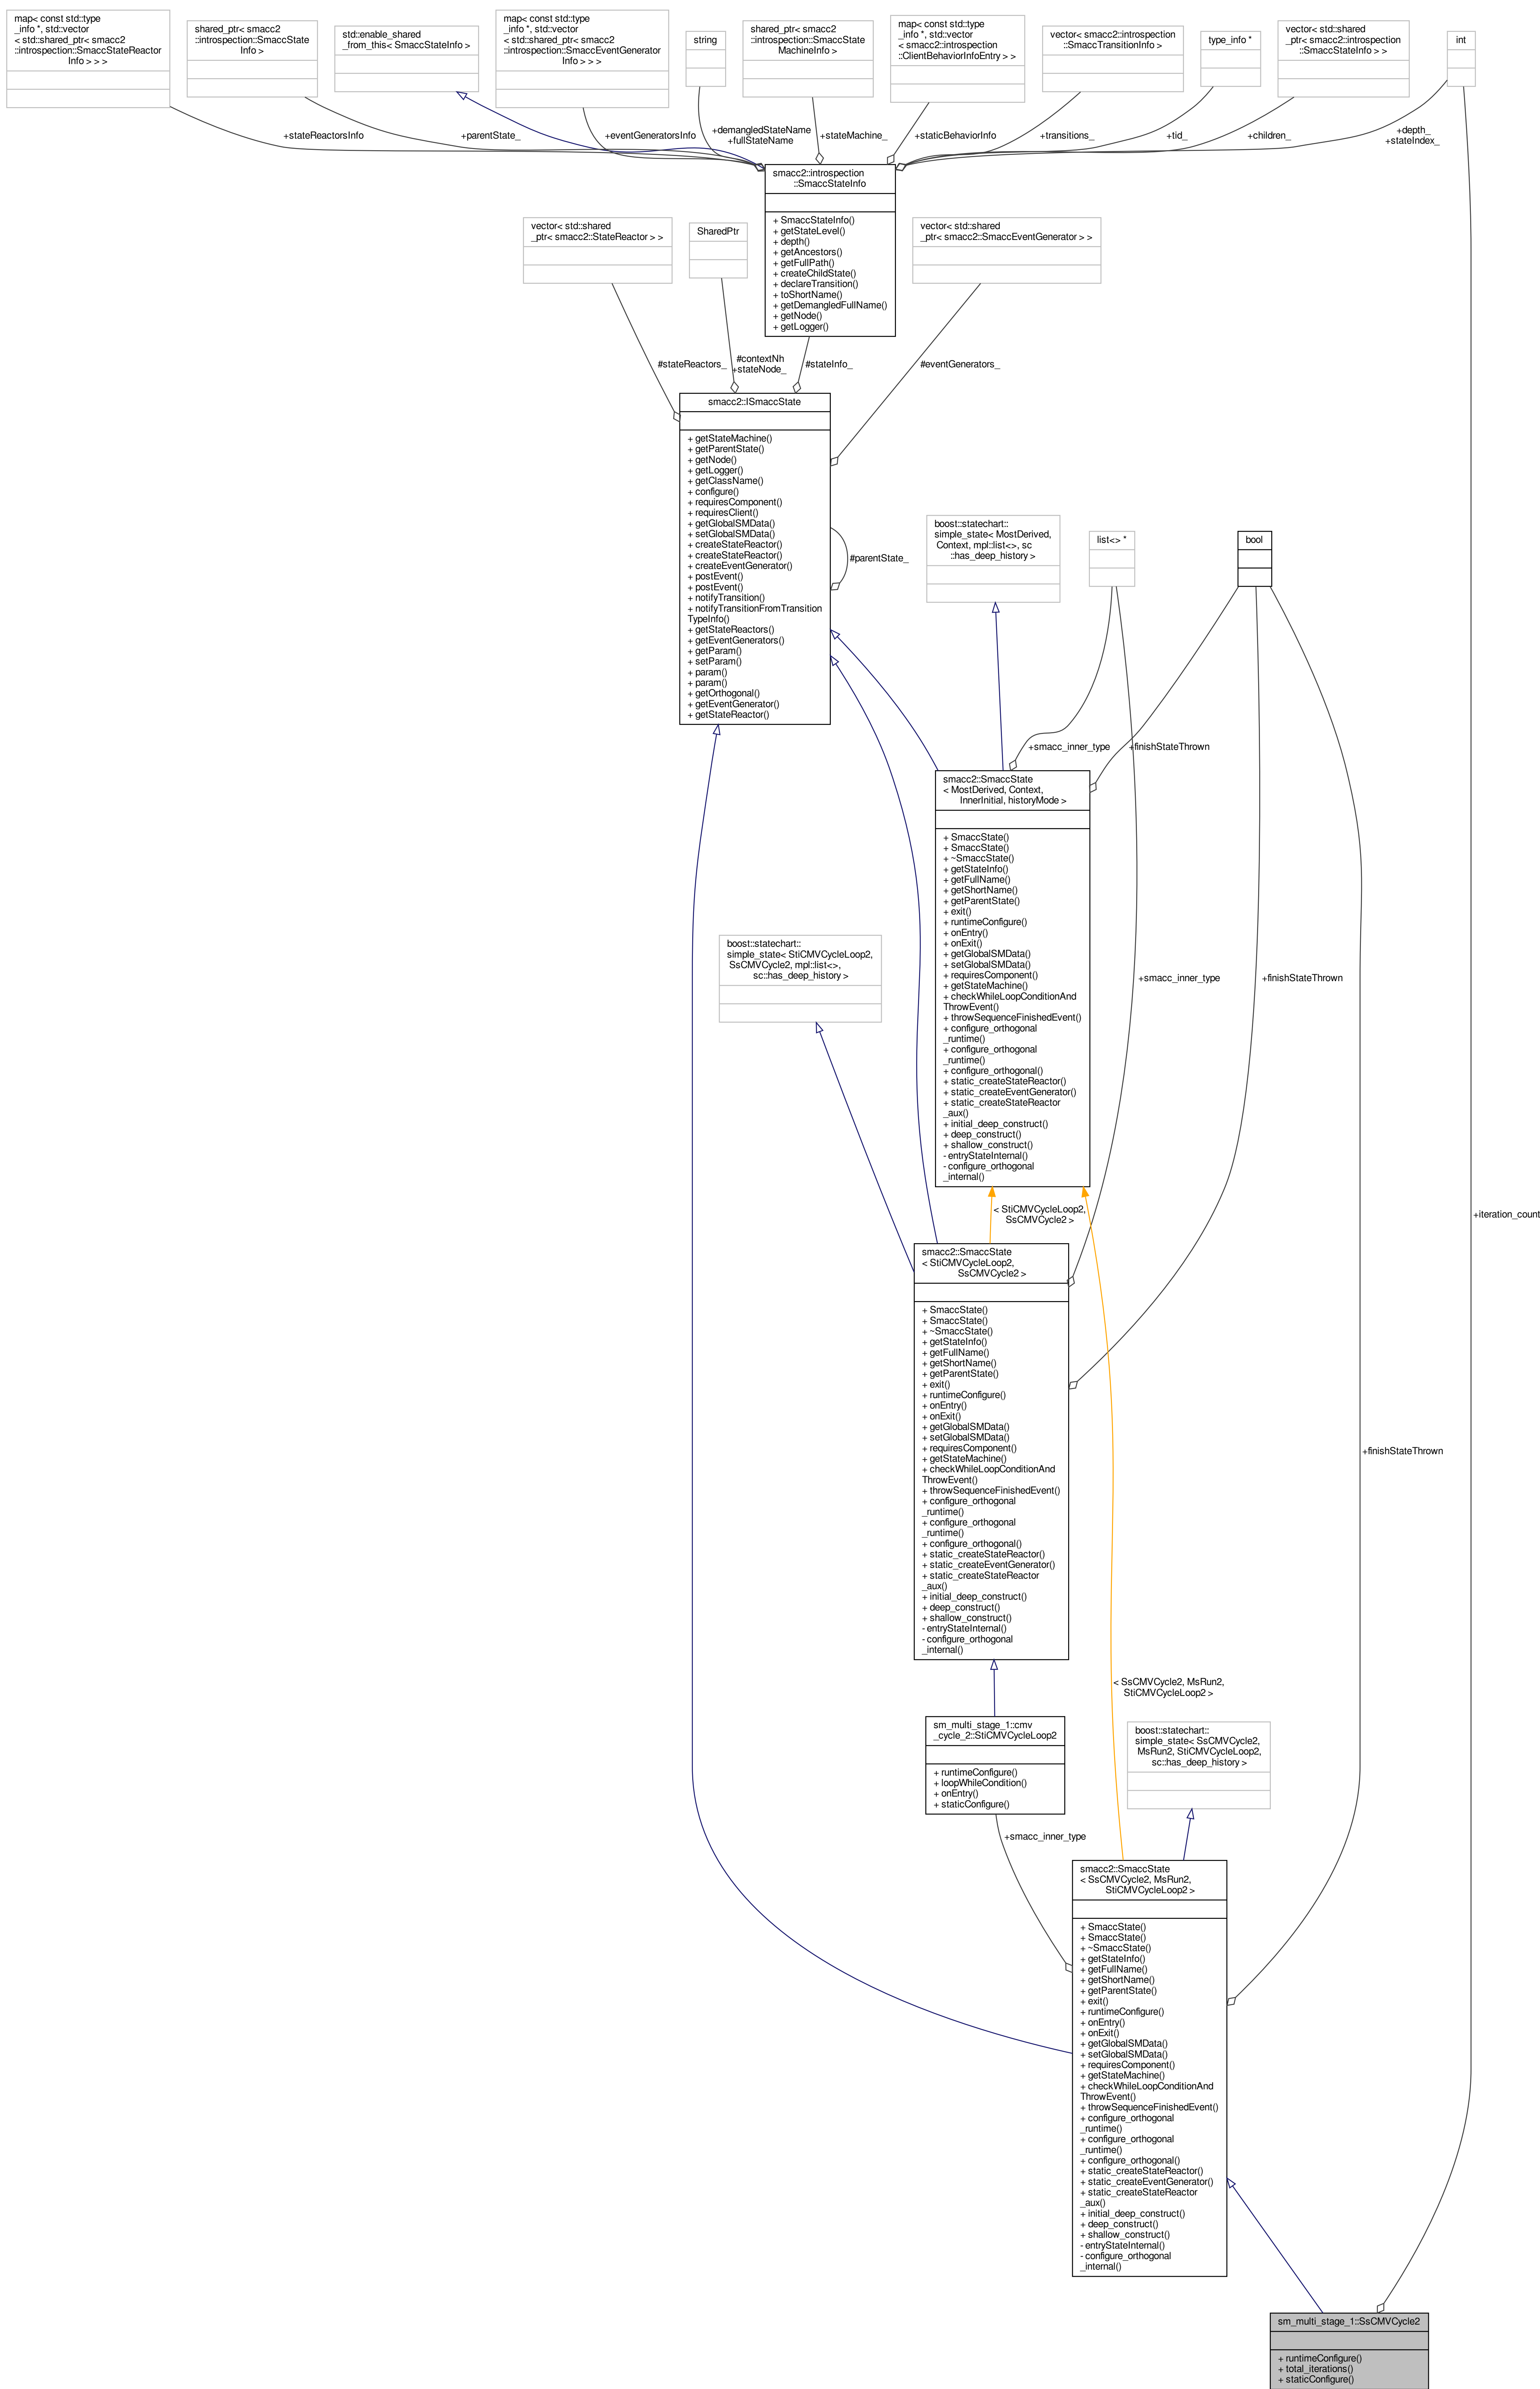 map< const std::type
_info *, std::vector
< std::shared_ptr< smacc2
::introspection::SmaccStateReactor
Info > > >
shared_ptr< smacc2
::introspection::SmaccState
Info >
std::enable_shared
_from_this< SmaccStateInfo >
map< const std::type
_info *, std::vector
< std::shared_ptr< smacc2
::introspection::SmaccEventGenerator
Info > > >
string
shared_ptr< smacc2
::introspection::SmaccState
MachineInfo >
map< const std::type
_info *, std::vector
< smacc2::introspection
::ClientBehaviorInfoEntry > >
vector< smacc2::introspection
::SmaccTransitionInfo >
type_info *
vector< std::shared
_ptr< smacc2::introspection
::SmaccStateInfo > >
int
+stateReactorsInfo
+parentState_
+eventGeneratorsInfo
+demangledStateName
+fullStateName
+stateMachine_
+staticBehaviorInfo
+transitions_
+tid_
+children_
+depth_
+stateIndex_
smacc2::introspection
::SmaccStateInfo
+ SmaccStateInfo()
+ getStateLevel()
+ depth()
+ getAncestors()
+ getFullPath()
+ createChildState()
+ declareTransition()
+ toShortName()
+ getDemangledFullName()
+ getNode()
+ getLogger()
vector< std::shared
_ptr< smacc2::StateReactor > >
SharedPtr
vector< std::shared
_ptr< smacc2::SmaccEventGenerator > >
#stateReactors_
#contextNh
+stateNode_
#stateInfo_
#eventGenerators_
smacc2::ISmaccState
+ getStateMachine()
+ getParentState()
+ getNode()
+ getLogger()
+ getClassName()
+ configure()
+ requiresComponent()
+ requiresClient()
+ getGlobalSMData()
+ setGlobalSMData()
+ createStateReactor()
+ createStateReactor()
+ createEventGenerator()
+ postEvent()
+ postEvent()
+ notifyTransition()
+ notifyTransitionFromTransition
TypeInfo()
+ getStateReactors()
+ getEventGenerators()
+ getParam()
+ setParam()
+ param()
+ param()
+ getOrthogonal()
+ getEventGenerator()
+ getStateReactor()
#parentState_
boost::statechart::
simple_state< MostDerived,
Context, mpl::list<>, sc
::has_deep_history >
list<> *
bool
+smacc_inner_type
+finishStateThrown
smacc2::SmaccState
< MostDerived, Context,
InnerInitial, historyMode >
+ SmaccState()
+ SmaccState()
+ ~SmaccState()
+ getStateInfo()
+ getFullName()
+ getShortName()
+ getParentState()
+ exit()
+ runtimeConfigure()
+ onEntry()
+ onExit()
+ getGlobalSMData()
+ setGlobalSMData()
+ requiresComponent()
+ getStateMachine()
+ checkWhileLoopConditionAnd
ThrowEvent()
+ throwSequenceFinishedEvent()
+ configure_orthogonal
_runtime()
+ configure_orthogonal
_runtime()
+ configure_orthogonal()
+ static_createStateReactor()
+ static_createEventGenerator()
+ static_createStateReactor
_aux()
+ initial_deep_construct()
+ deep_construct()
+ shallow_construct()
- entryStateInternal()
- configure_orthogonal
_internal()
boost::statechart::
simple_state< StiCMVCycleLoop2,
SsCMVCycle2, mpl::list<>,
sc::has_deep_history >
+smacc_inner_type
+finishStateThrown
< StiCMVCycleLoop2,
SsCMVCycle2 >
+iteration_count
smacc2::SmaccState
< StiCMVCycleLoop2,
SsCMVCycle2 >
+ SmaccState()
+ SmaccState()
+ ~SmaccState()
+ getStateInfo()
+ getFullName()
+ getShortName()
+ getParentState()
+ exit()
+ runtimeConfigure()
+ onEntry()
+ onExit()
+ getGlobalSMData()
+ setGlobalSMData()
+ requiresComponent()
+ getStateMachine()
+ checkWhileLoopConditionAnd
ThrowEvent()
+ throwSequenceFinishedEvent()
+ configure_orthogonal
_runtime()
+ configure_orthogonal
_runtime()
+ configure_orthogonal()
+ static_createStateReactor()
+ static_createEventGenerator()
+ static_createStateReactor
_aux()
+ initial_deep_construct()
+ deep_construct()
+ shallow_construct()
- entryStateInternal()
- configure_orthogonal
_internal()
+finishStateThrown
< SsCMVCycle2, MsRun2,
StiCMVCycleLoop2 >
sm_multi_stage_1::cmv
_cycle_2::StiCMVCycleLoop2
+ runtimeConfigure()
+ loopWhileCondition()
+ onEntry()
+ staticConfigure()
boost::statechart::
simple_state< SsCMVCycle2,
MsRun2, StiCMVCycleLoop2,
sc::has_deep_history >
+smacc_inner_type
smacc2::SmaccState
< SsCMVCycle2, MsRun2,
StiCMVCycleLoop2 >
+ SmaccState()
+ SmaccState()
+ ~SmaccState()
+ getStateInfo()
+ getFullName()
+ getShortName()
+ getParentState()
+ exit()
+ runtimeConfigure()
+ onEntry()
+ onExit()
+ getGlobalSMData()
+ setGlobalSMData()
+ requiresComponent()
+ getStateMachine()
+ checkWhileLoopConditionAnd
ThrowEvent()
+ throwSequenceFinishedEvent()
+ configure_orthogonal
_runtime()
+ configure_orthogonal
_runtime()
+ configure_orthogonal()
+ static_createStateReactor()
+ static_createEventGenerator()
+ static_createStateReactor
_aux()
+ initial_deep_construct()
+ deep_construct()
+ shallow_construct()
- entryStateInternal()
- configure_orthogonal
_internal()
sm_multi_stage_1::SsCMVCycle2
+ runtimeConfigure()
+ total_iterations()
+ staticConfigure()